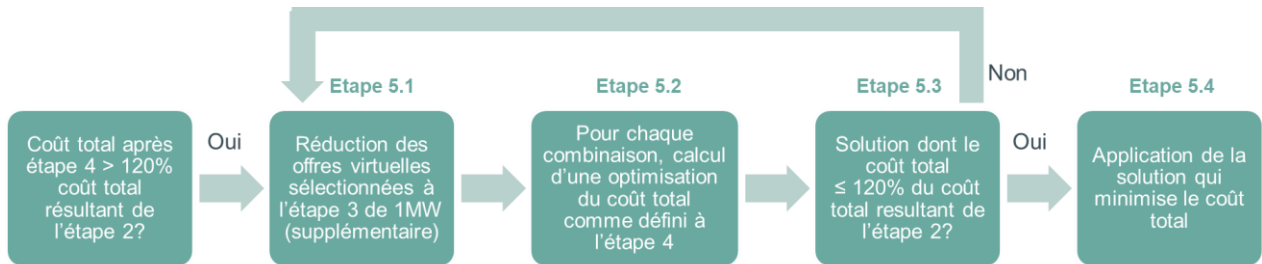 Coût total après
étape 4 > 120%
coût total
résultant de
l'étape 2?
Oui
Etape 5.1
Réduction des
offres virtuelles
sélectionnées à
l'étape 3 de 1MW
(supplémentaire)
Etape 5.2
Pour chaque
combinaison, calcul
d'une optimisation
du coût total
comme défini à
l'étape 4
Etape 5.3
Solution dont le
coût total
≤ 120% du coût
total resultant de
l'étape 2?
Non
Oui
Etape 5.4
Application de la
solution qui
minimise le coût
total